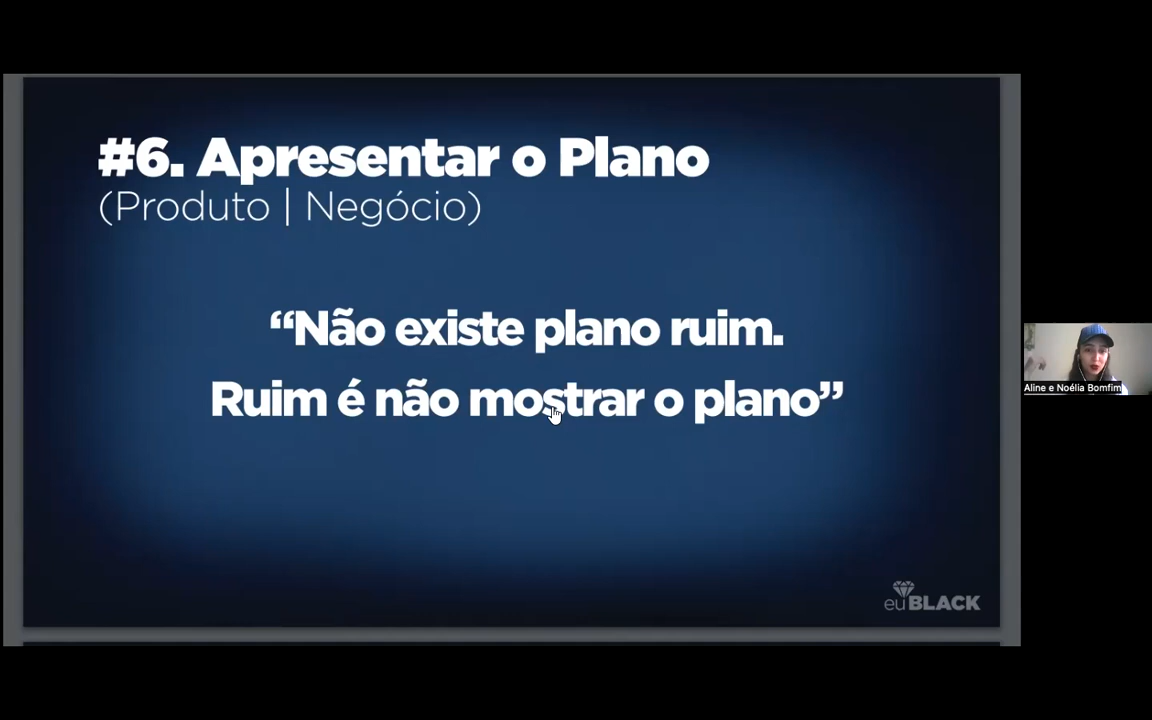 #6. Apresentar o Plano
(Produto | Negócio)
“Não existe plano ruim.
Ruim é não mostrar o plano”
euBLACK
Aline e Noélia Bomfim